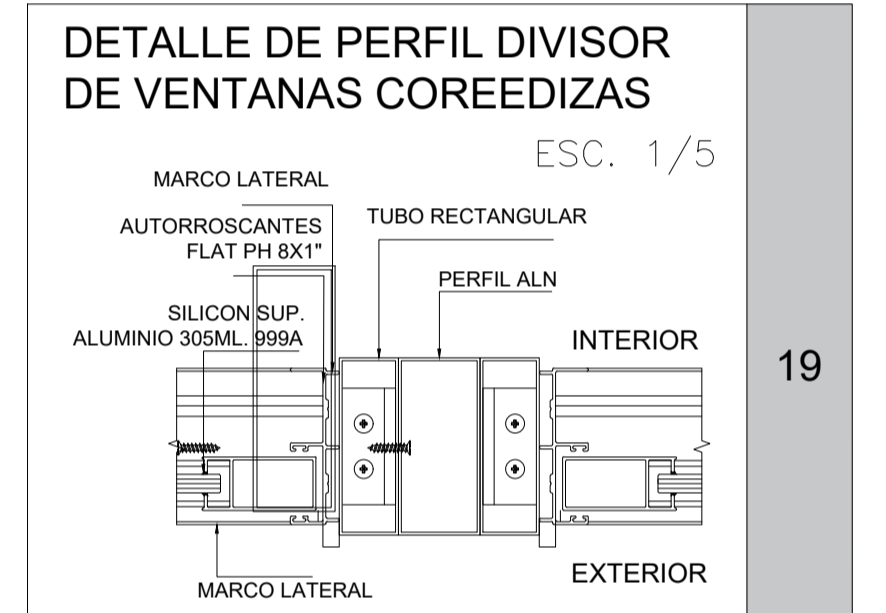 DETALLE DE PERFIL DIVISOR
DE VENTANAS COREEDIZAS
ESC. 1/5
MARCO LATERAL
AUTORROSCANTES
FLAT PH 8X1"
TUBO RECTANGULAR
PERFIL ALN
SILICON SUP.
ALUMINIO 305ML. 999A
INTERIOR
19
EXTERIOR
MARCO LATERAL